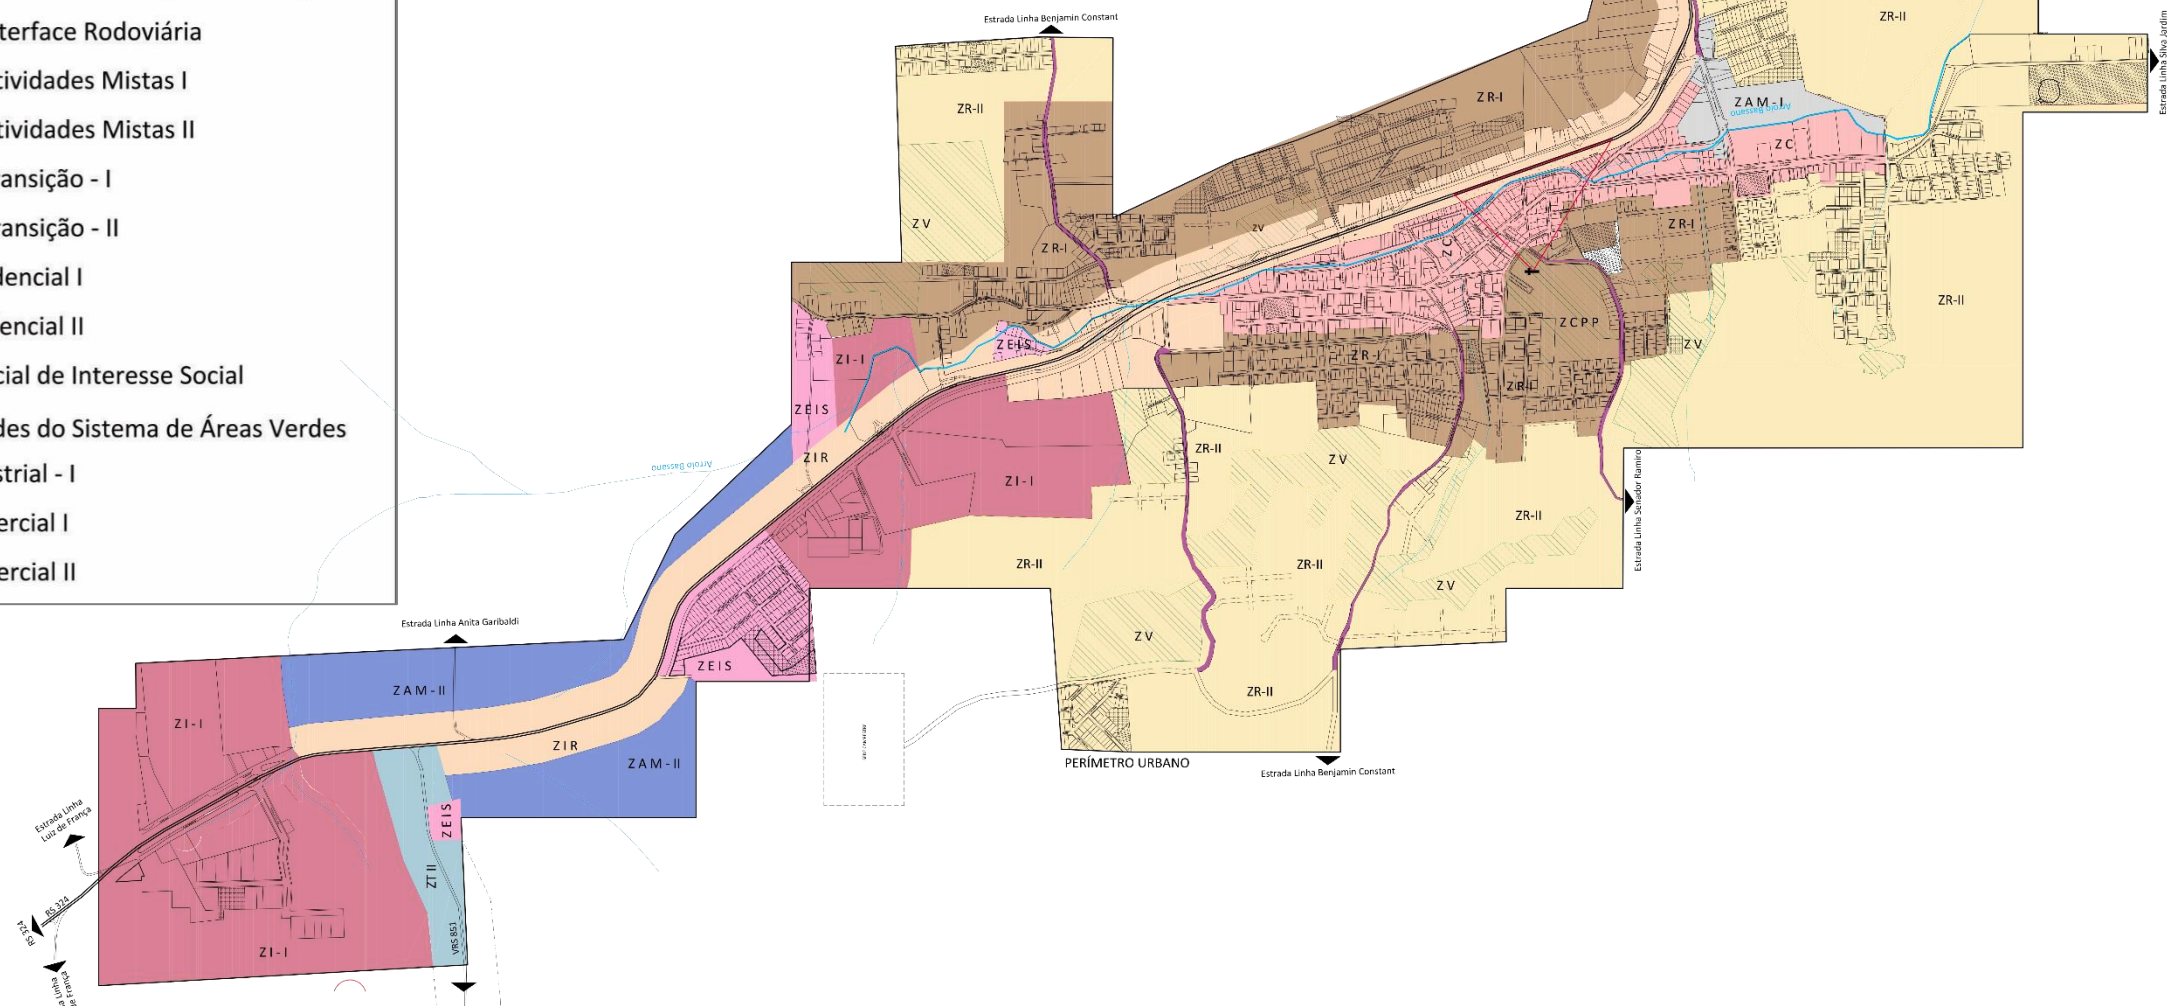 terface Rodoviária
tividades Mistas I
tividades Mistas II
ransição - I
ransição - II
dencial I
encial II
cial de Interesse Social
des do Sistema de Áreas Verdes
strial - I
ercial I
ercial II
Estrada Linha Benjamin Constant
ZR-II
Estrada Linha Silva Jardim
ZR-II
ZR-I
ZAM-I
Arroio Bassano
ZC
ZV
ZR-I
ZV
ZC
ZR-I
ZR-II
ZCPP
ZEIS
ZI-I
ZR-I
ZV
ZR-I
ZEIS
ZIR
ZR-II
ZV
Arroio Bassano
ZI-I
ZR-II
Estrada Linha Senador Ramiro
ZR-II
ZR-II
ZV
Estrada Linha Anita Garibaldi
ZV
ZEIS
ZAM-II
ZR-II
ZI-I
ZIR
ZAM-II
PERÍMETRO URBANO
Estrada Linha Benjamin Constant
ZEIS
Estrada Linha
Luiz de França
ZT II
RS 324
RS 324
VRS 851
ZI-I